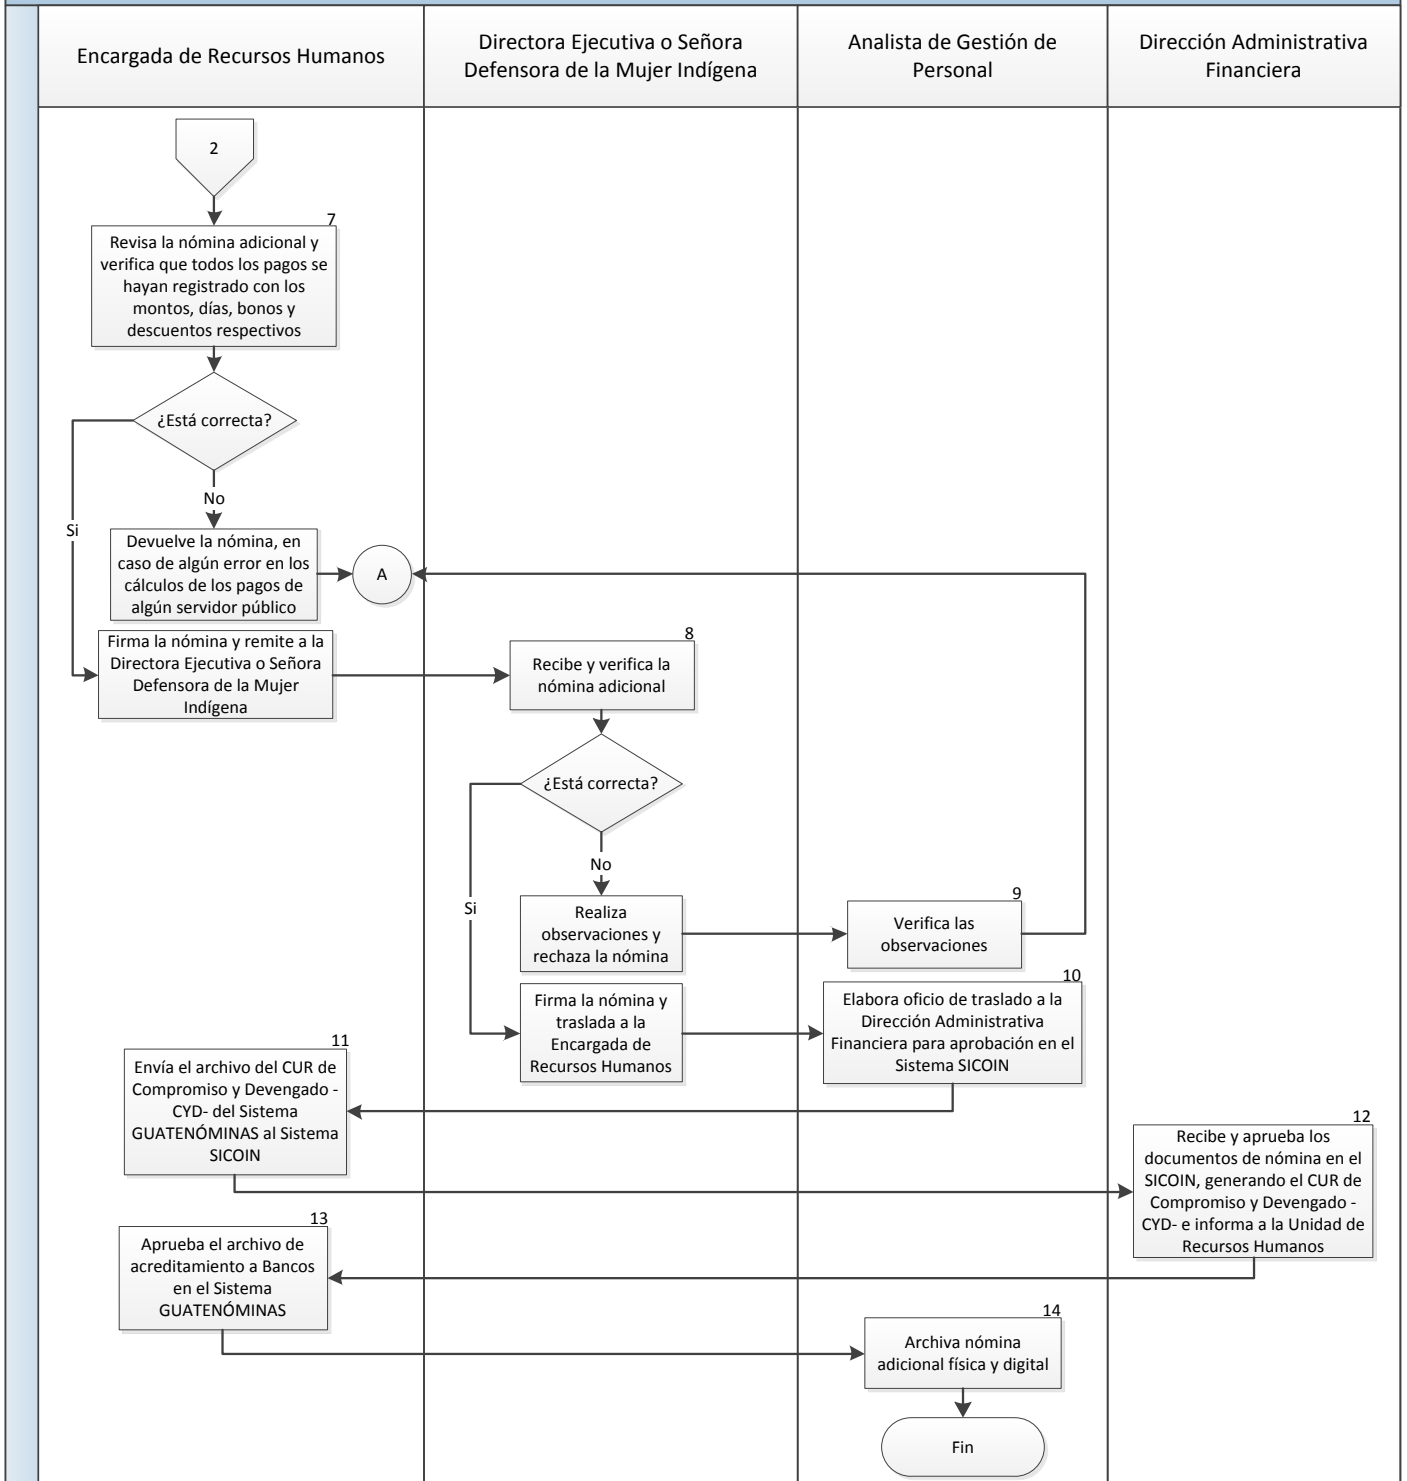 Encargada de Recursos Humanos
Directora Ejecutiva o Señora
Defensora de la Mujer Indígena
Analista de Gestión de
Personal
Dirección Administrativa
Financiera
2
7
Revisa la nómina adicional y
verifica que todos los pagos se
hayan registrado con los
montos, días, bonos y
descuentos respectivos
¿Está correcta?
No
Si
Devuelve la nómina, en
caso de algún error en los
cálculos de los pagos de
algún servidor público
A
Firma la nómina y remite a la
Directora Ejecutiva o Señora
Defensora de la Mujer
Indígena
8
Recibe y verifica la
nómina adicional
¿Está correcta?
No
Si
Realiza
observaciones y
rechaza la nómina
9
Verifica las
observaciones
Firma la nómina y
traslada a la
Encargada de
Recursos Humanos
10
Elabora oficio de traslado a la
Dirección Administrativa
Financiera para aprobación en el
Sistema SICOIN
11
Envía el archivo del CUR de
Compromiso y Devengado -
CYD- del Sistema
GUATENÓMINAS al Sistema
SICOIN
12
Recibe y aprueba los
documentos de nómina en el
SICOIN, generando el CUR de
Compromiso y Devengado -
CYD- e informa a la Unidad de
Recursos Humanos
13
Aprueba el archivo de
acreditamiento a Bancos
en el Sistema
GUATENÓMINAS
14
Archiva nómina
adicional física y digital
Fin